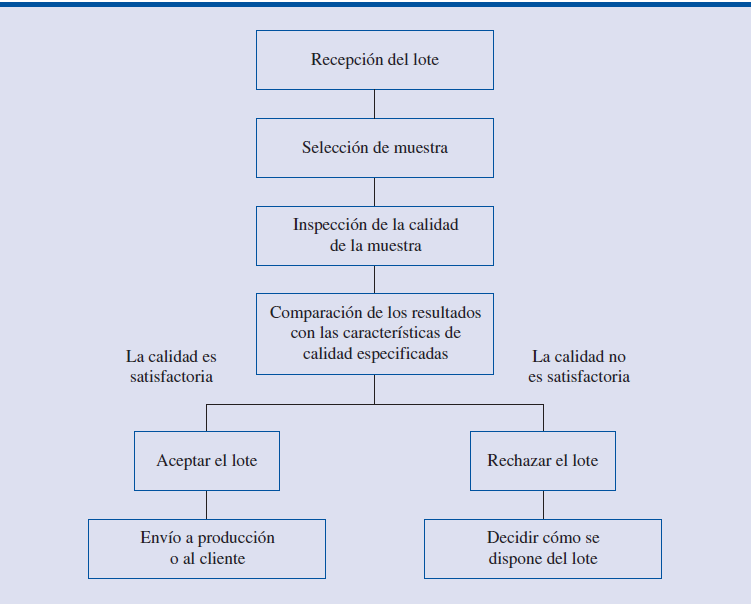 Recepción del lote
Selección de muestra
Inspección de la calidad
de la muestra
Comparación de los resultados
con las características de
calidad especificadas
La calidad es
satisfactoria
La calidad no
es satisfactoria
Aceptar el lote
Rechazar el lote
Envío a producción
o al cliente
Decidir cómo se
dispone del lote